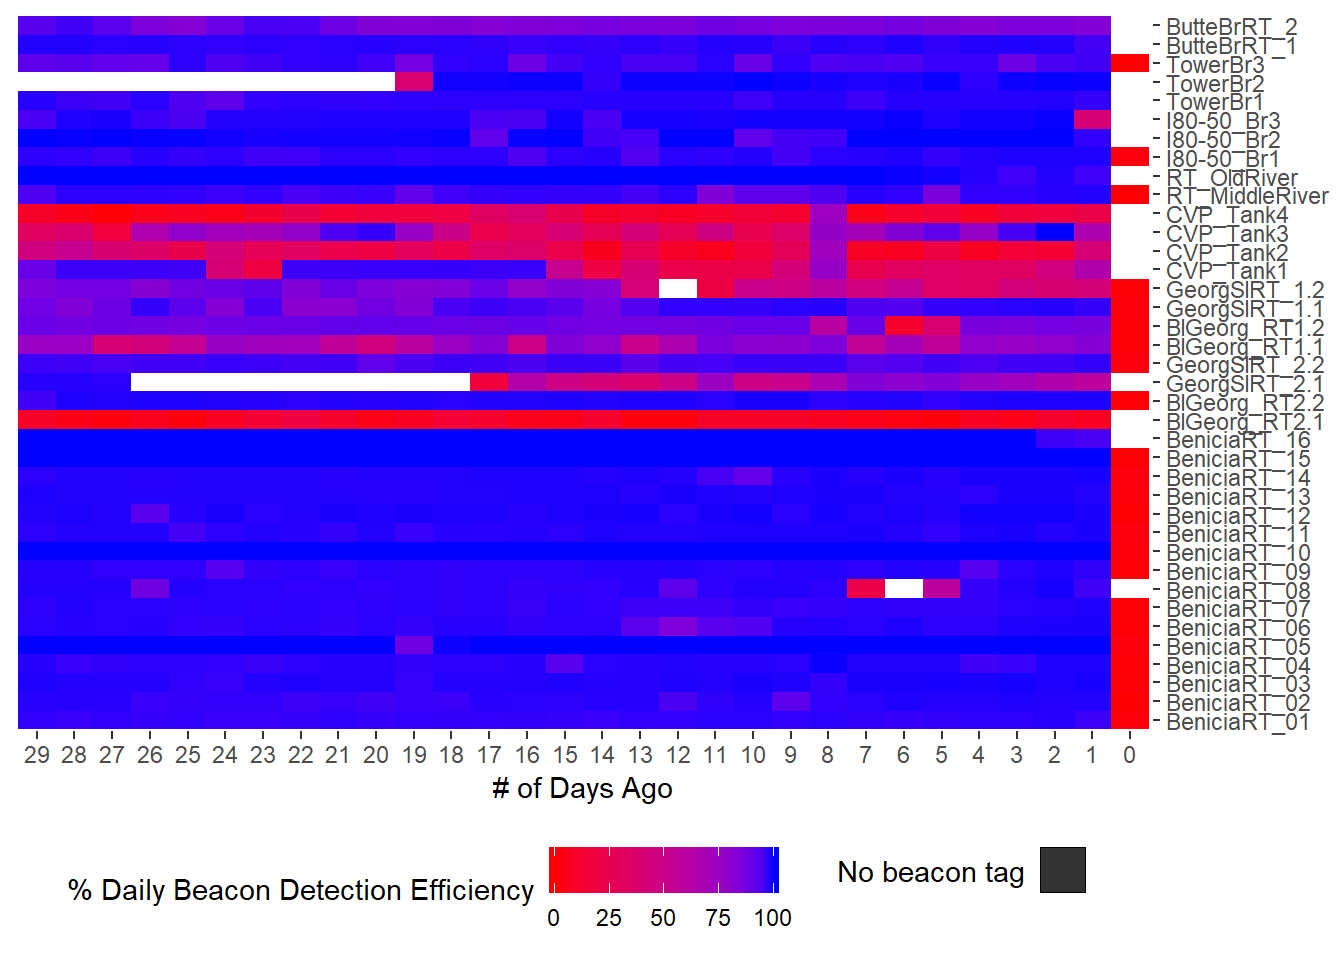 ButteBrRT_2
ButteBrRT_1
TowerBr3
TowerBr2
TowerBr1
I80-50_Br3
I80-50_Br2
I80-50_Br1
RT_OldRiver
RT_MiddleRiver
CVP_Tank4
CVP_Tank3
CVP_Tank2
CVP_Tank1
GeorgSlRT_1.2
GeorgSlRT_1.1
BlGeorg_RT1.2
BlGeorg_RT1.1
GeorgSlRT_2.2
GeorgSlRT_2.1
BlGeorg_RT2.2
BlGeorg_RT2.1
BeniciaRT_16
BeniciaRT_15
BeniciaRT_14
BeniciaRT_13
BeniciaRT_12
BeniciaRT_11
BeniciaRT_10
BeniciaRT_09
BeniciaRT_08
BeniciaRT_07
BeniciaRT_06
BeniciaRT_05
BeniciaRT_04
BeniciaRT_03
BeniciaRT_02
BeniciaRT_01
29 28 27 26 25 24 23 22 21 20 19 18 17 16 15 14 13 12 11 10 9 8 7 6 5 4 3 2 1 0
# of Days Ago
% Daily Beacon Detection Efficiency
0 25 50 75 100
No beacon tag